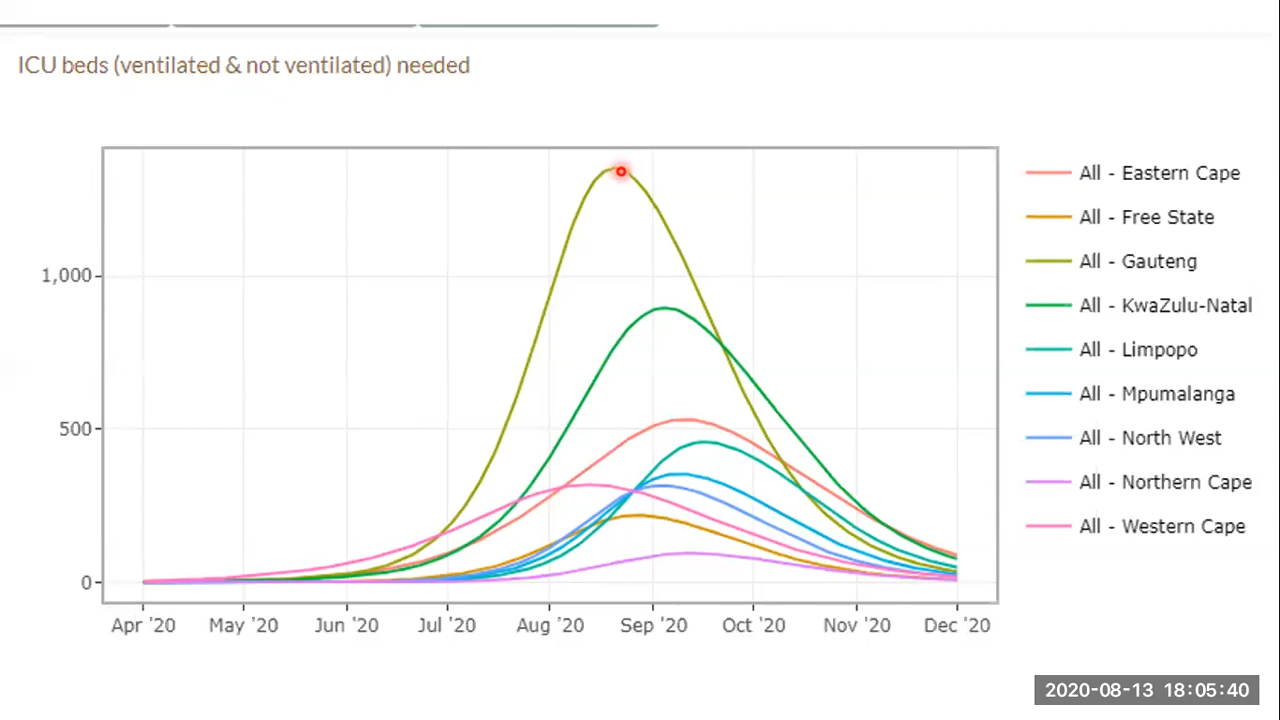 ICU beds (ventilated & not ventilated) needed
1,000
500
0
Apr '20 May '20 Jun '20 Jul '20 Aug '20 Sep '20 Oct '20 Nov '20 Dec '20
All - Eastern Cape
All - Free State
All - Gauteng
All - KwaZulu-Natal
All - Limpopo
All - Mpumalanga
All - North West
All - Northern Cape
All - Western Cape
2020-08-13 18:05:40